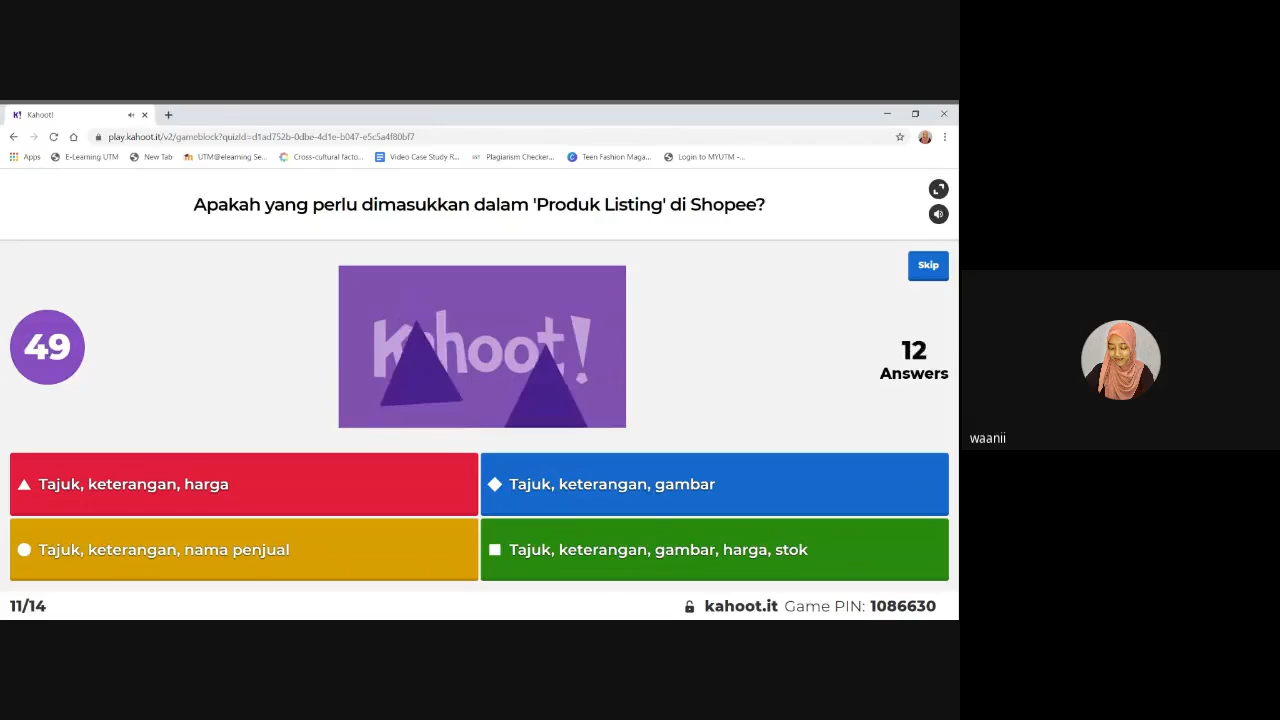 K! Kahoot!
play.kahoot.it/v2/gameblock?quizId=d1ad752b-0dbe-4d1e-b047-e5c5a4f80bf7
Apps E-Learning UTM New Tab UTM@elearning Se... Cross-cultural facto... Video Case Study R... Plagiarism Checker... Teen Fashion Maga... Login to MYUTM -...
Apakah yang perlu dimasukkan dalam 'Produk Listing' di Shopee?
Skip
49
Kahoot!
12
Answers
Tajuk, keterangan, harga
Tajuk, keterangan, gambar
Tajuk, keterangan, nama penjual
Tajuk, keterangan, gambar, harga, stok
11/14
kahoot.it Game PIN: 1086630
waanii